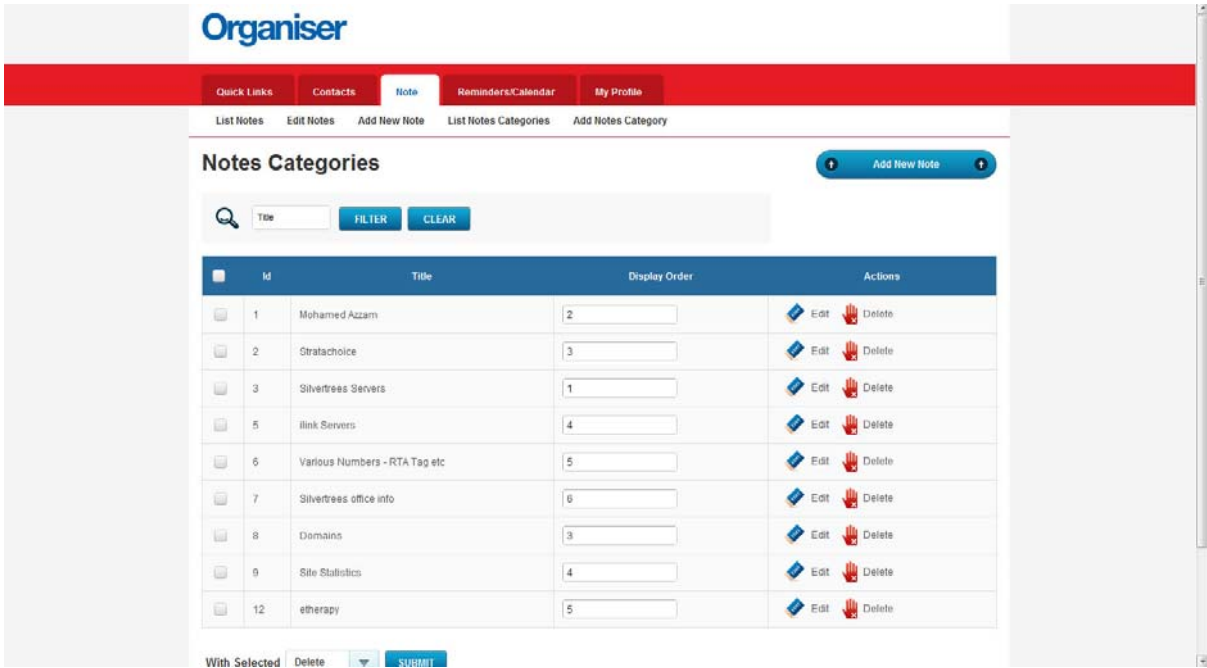 Organiser
Quick Links Contacts Note Reminders/Calendar My Profile
List Notes Edit Notes Add New Note List Notes Categories Add Notes Category
Notes Categories
Add New Note
Title FILTER CLEAR
Id Title Display Order Actions
1 Mohamed Azzam 2 Edit Delete
2 Stratachoice 3 Edit Delete
3 Silvertrees Servers 1 Edit Delete
5 ilink Servers 4 Edit Delete
6 Various Numbers - RTA Tag etc 5 Edit Delete
7 Silvertrees office info 6 Edit Delete
8 Domains 3 Edit Delete
9 Site Statistics 4 Edit Delete
12 etherapy 5 Edit Delete
With Selected Delete SUBMIT